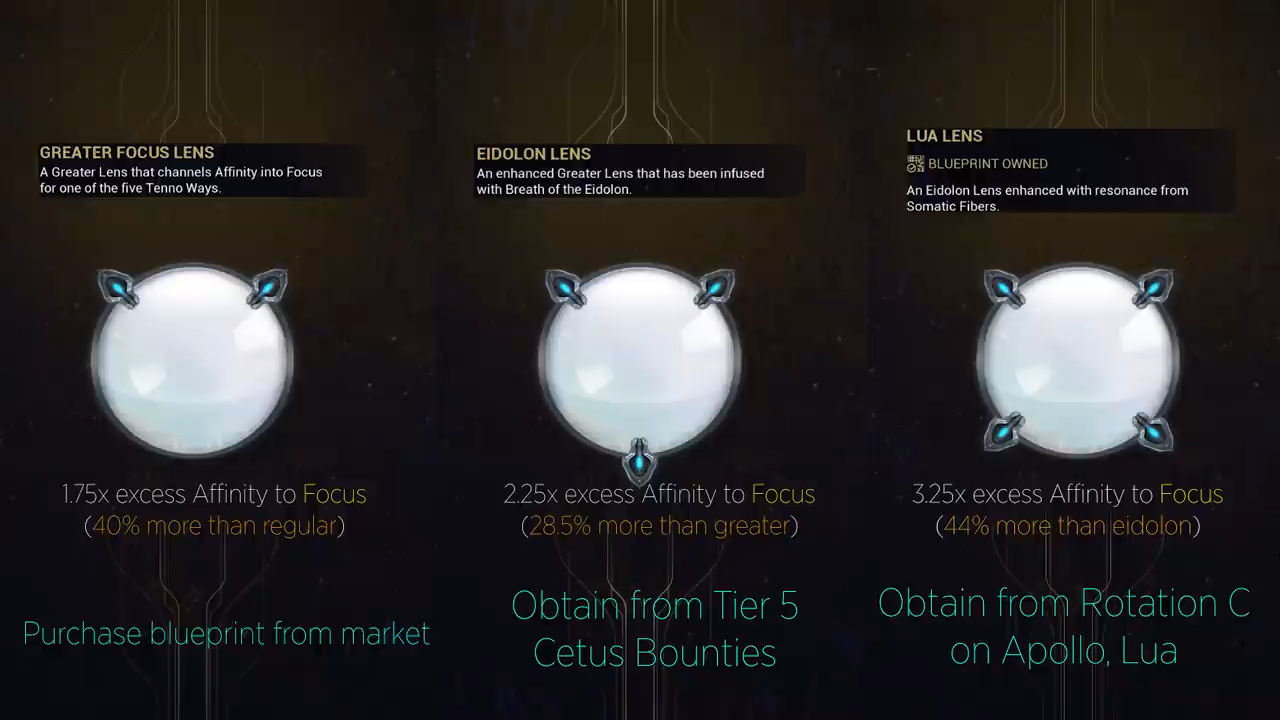 GREATER FOCUS LENS
A Greater Lens that channels Affinity into Focus
for one of the five Tenno Ways.
1.75x excess Affinity to Focus
(40% more than regular)
Purchase blueprint from market
EIDOLON LENS
An enhanced Greater Lens that has been infused
with Breath of the Eidolon.
2.25x excess Affinity to Focus
(28.5% more than greater)
Obtain from Tier 5
Cetus Bounties
LUA LENS
BLUEPRINT OWNED
An Eidolon Lens enhanced with resonance from
Somatic Fibers.
3.25x excess Affinity to Focus
(44% more than eidolon)
Obtain from Rotation C
on Apollo, Lua